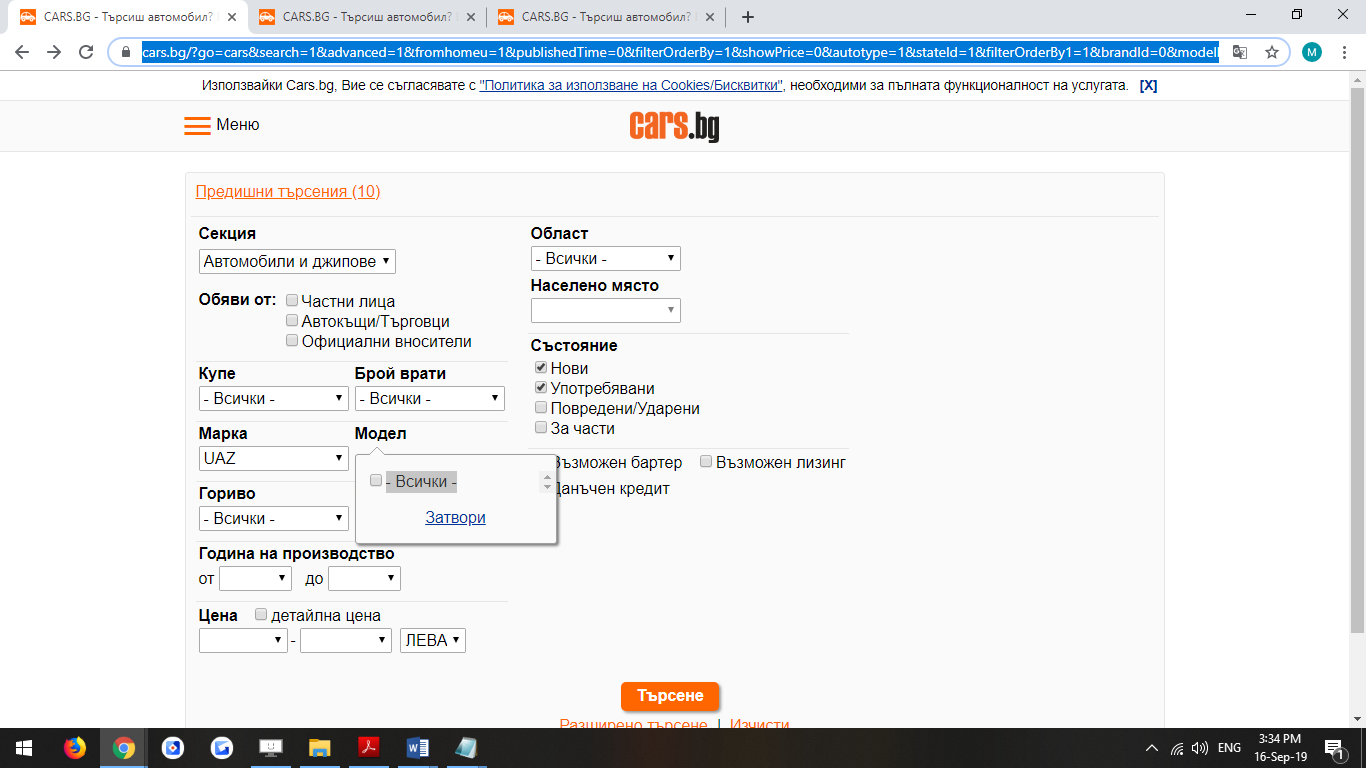 CARS.BG - Търсиш автомобил?
CARS.BG - Търсиш автомобил?
CARS.BG - Търсиш автомобил?
cars.bg/?go=cars&search=1&advanced=1&fromhomeu=1&publishedTime=0&filterOrderBy=1&showPrice=0&autotype=1&stateId=1&filterOrderBy1=1&brandId=0&model
M
Използвайки Cars.bg, Вие се съгласявате с "Политика за използване на Cookies/Бисквитки", необходими за пълната функционалност на услугата. [X]
Меню
cars.bg
Предишни търсения (10)
Секция
Автомобили и джипове
Обяви от: Частни лица
Автокъщи/Търговци
Официални вносители
Купе Брой врати
- Всички - - Всички -
Марка Модел
UAZ
- Всички -
Затвори
Гориво
- Всички -
Година на производство
от до
Цена детайлна цена
- ЛЕВА
Област
- Всички -
Населено място
Състояние
Нови
Употребявани
Повредени/Ударени
За части
Възможен бартер Възможен лизинг
Данъчен кредит
Търсене
Разширено търсене | Изчисти
ENG
3:34 PM
16-Sep-19
1